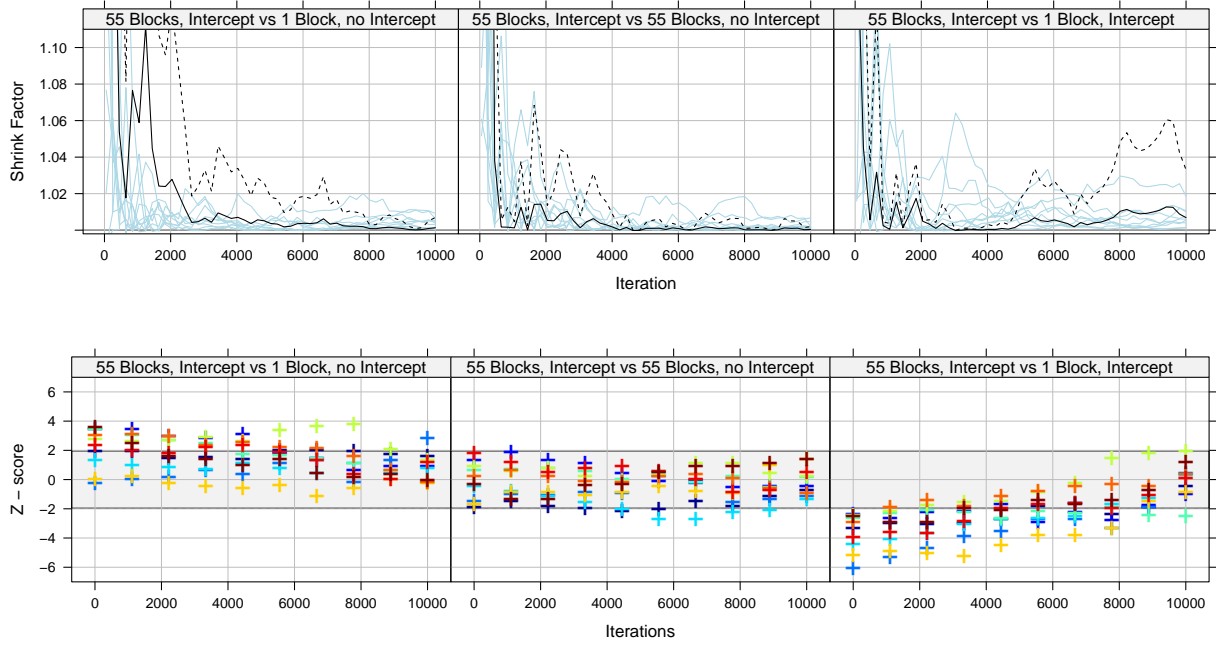 55 Blocks, Intercept vs 1 Block, no Intercept 55 Blocks, Intercept vs 55 Blocks, no Intercept 55 Blocks, Intercept vs 1 Block, Intercept
1.10
1.08
1.06
1.04
1.02
Shrink Factor
0 2000 4000 6000 8000 10000 0 2000 4000 6000 8000 10000 0 2000 4000 6000 8000 10000
Iteration
55 Blocks, Intercept vs 1 Block, no Intercept 55 Blocks, Intercept vs 55 Blocks, no Intercept 55 Blocks, Intercept vs 1 Block, Intercept
6
4
2
0
−2
−4
−6
Z − score
0 2000 4000 6000 8000 10000 0 2000 4000 6000 8000 10000 0 2000 4000 6000 8000 10000
Iterations